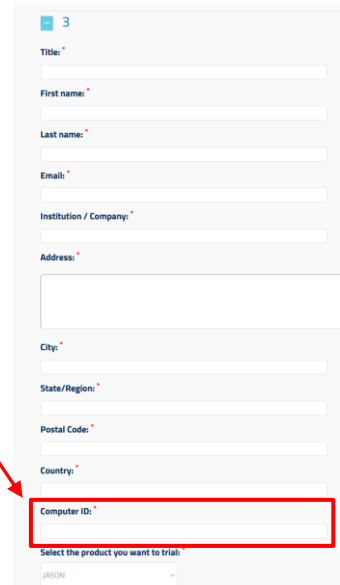 - 3
Title: *
First name: *
Last name: *
Email: *
Institution / Company: *
Address: *
City: *
State/Region: *
Postal Code: *
Country: *
Computer ID: *
Select the product you want to trial: *
JASON